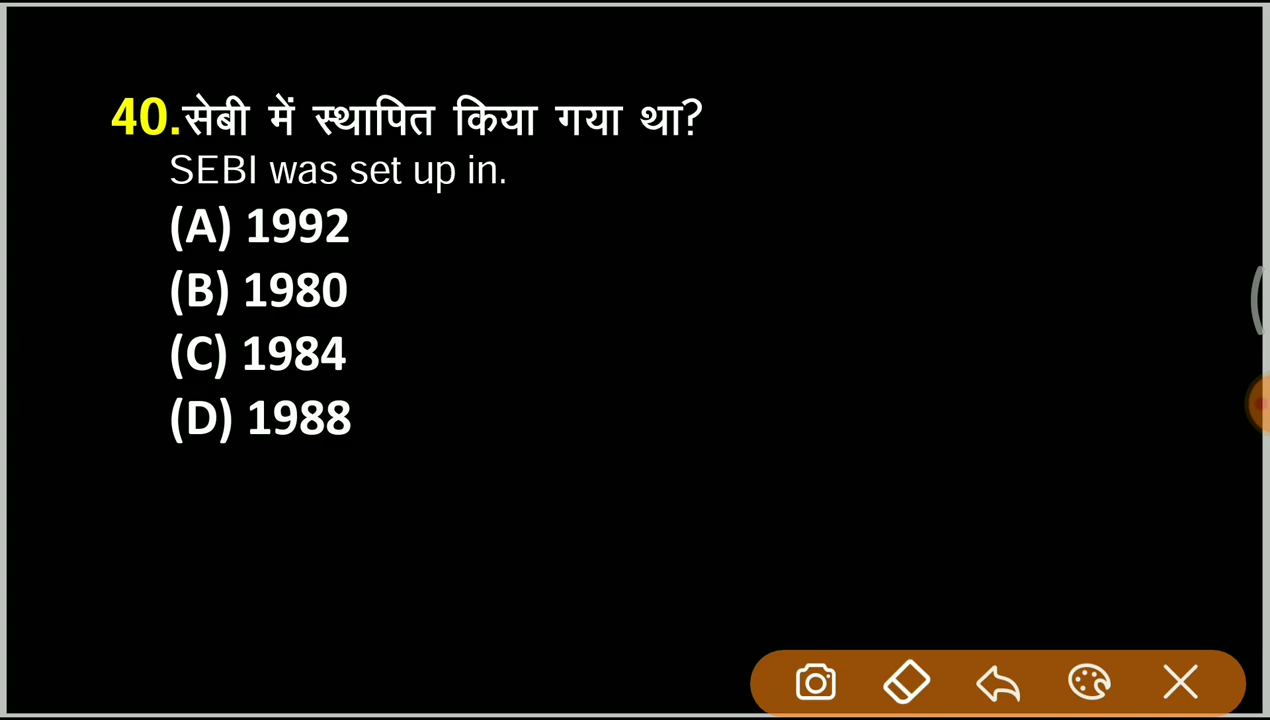 40.सेबी में स्थापित किया गया था?
SEBI was set up in.
(A) 1992
(B) 1980
(C) 1984
(D) 1988